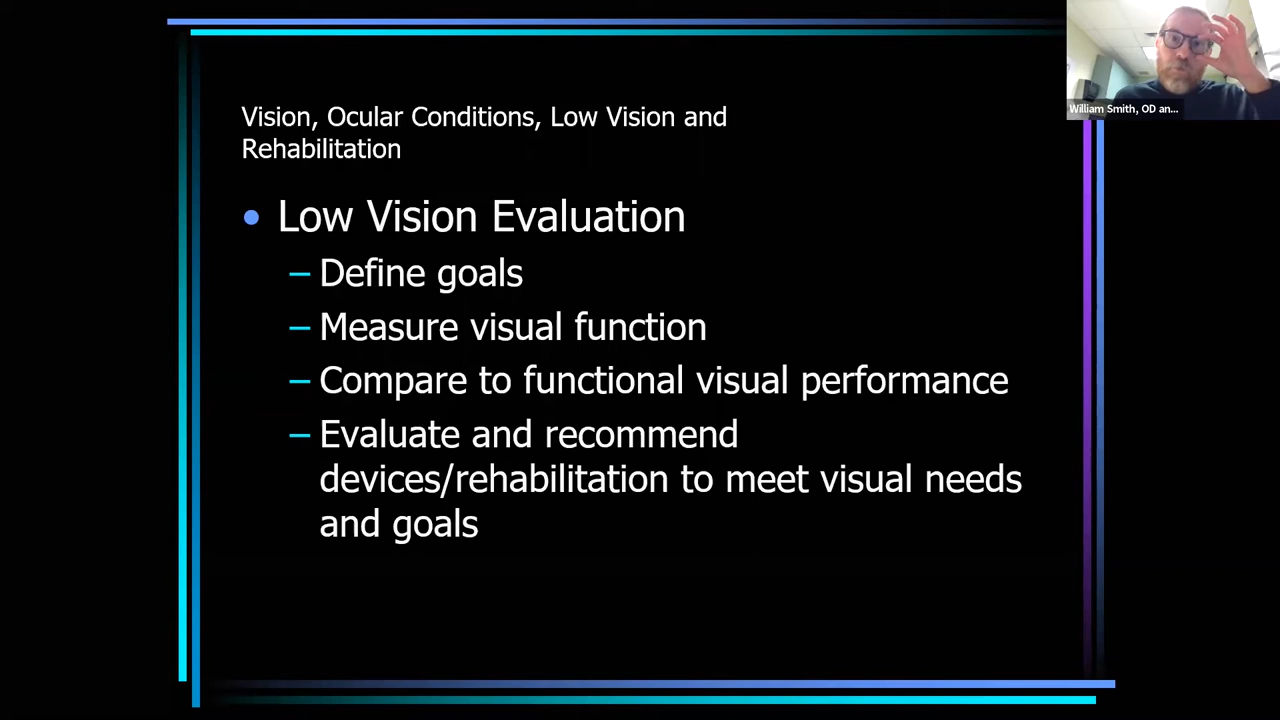 Vision, Ocular Conditions, Low Vision and
Rehabilitation
• Low Vision Evaluation
– Define goals
– Measure visual function
– Compare to functional visual performance
– Evaluate and recommend
devices/rehabilitation to meet visual needs
and goals
William Smith, OD an...